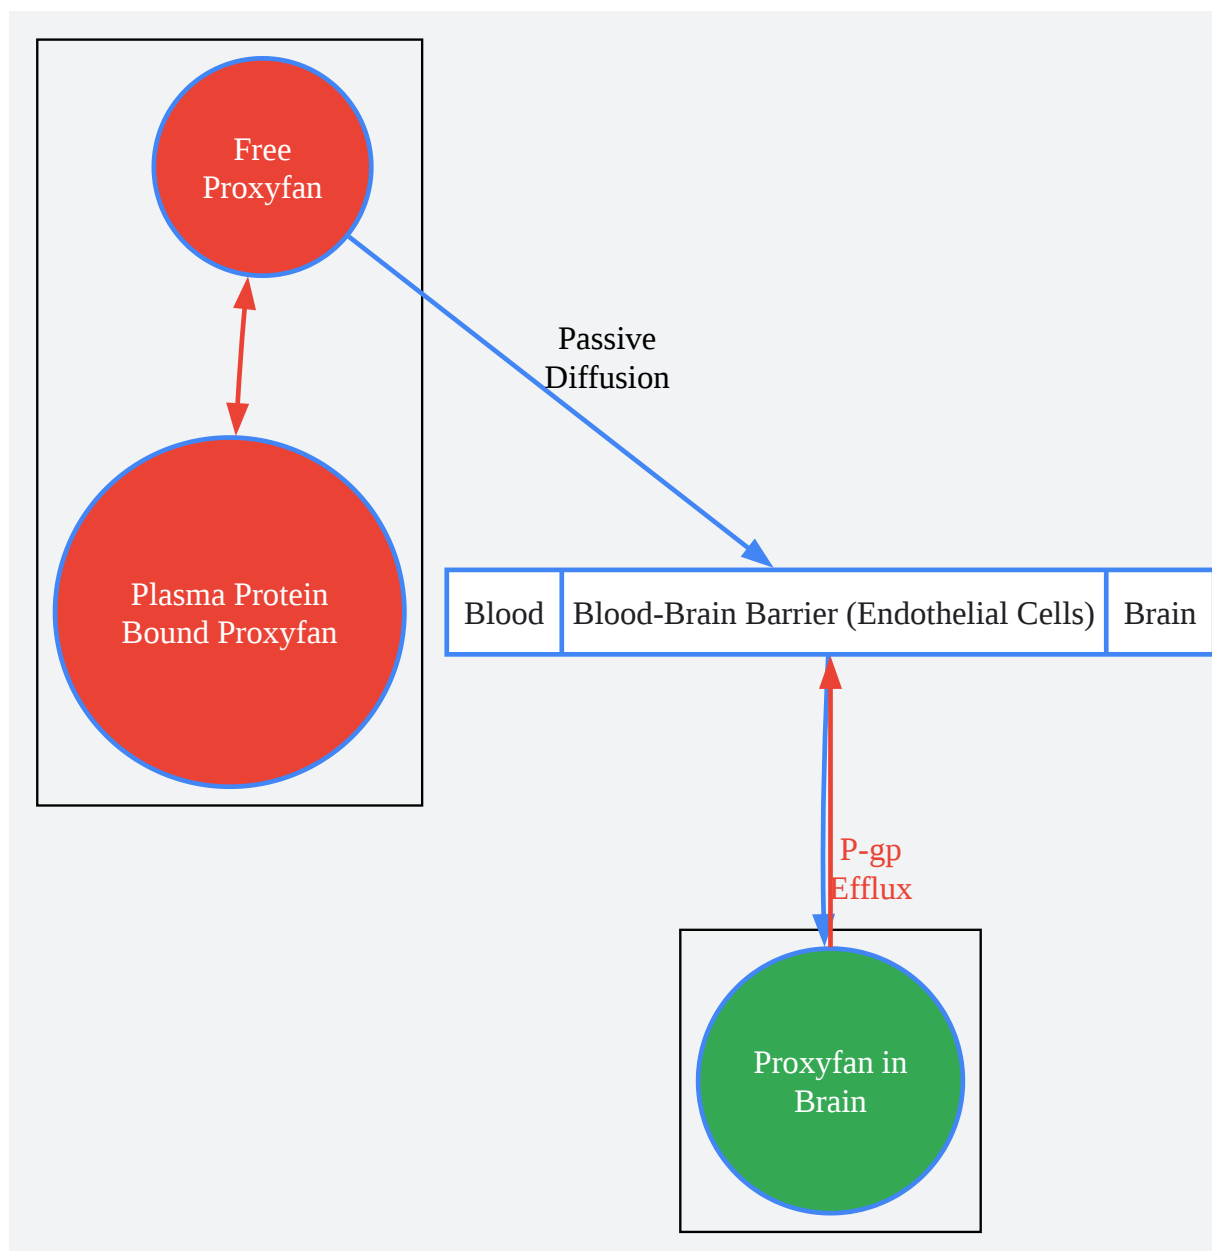 Free
Proxyfan
Passive
Diffusion
Plasma Protein
Bound Proxyfan
Blood
Blood-Brain Barrier (Endothelial Cells)
Brain
P-gp
Efflux
Proxyfan in
Brain